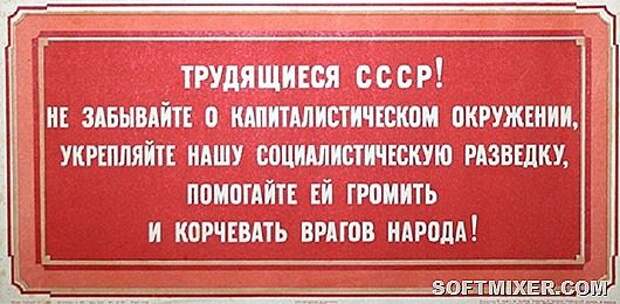 ТРУДЯЩИЕСЯ СССР!
НЕ ЗАБЫВАЙТЕ О КАПИТАЛИСТИЧЕСКОМ ОКРУЖЕНИИ,
УКРЕПЛЯЙТЕ НАШУ СОЦИАЛИСТИЧЕСКУЮ РАЗВЕДКУ,
ПОМОГАЙТЕ ЕЙ ГРОМИТЬ
И КОРЧЕВАТЬ ВРАГОВ НАРОДА!
SOFTMIXER.COM